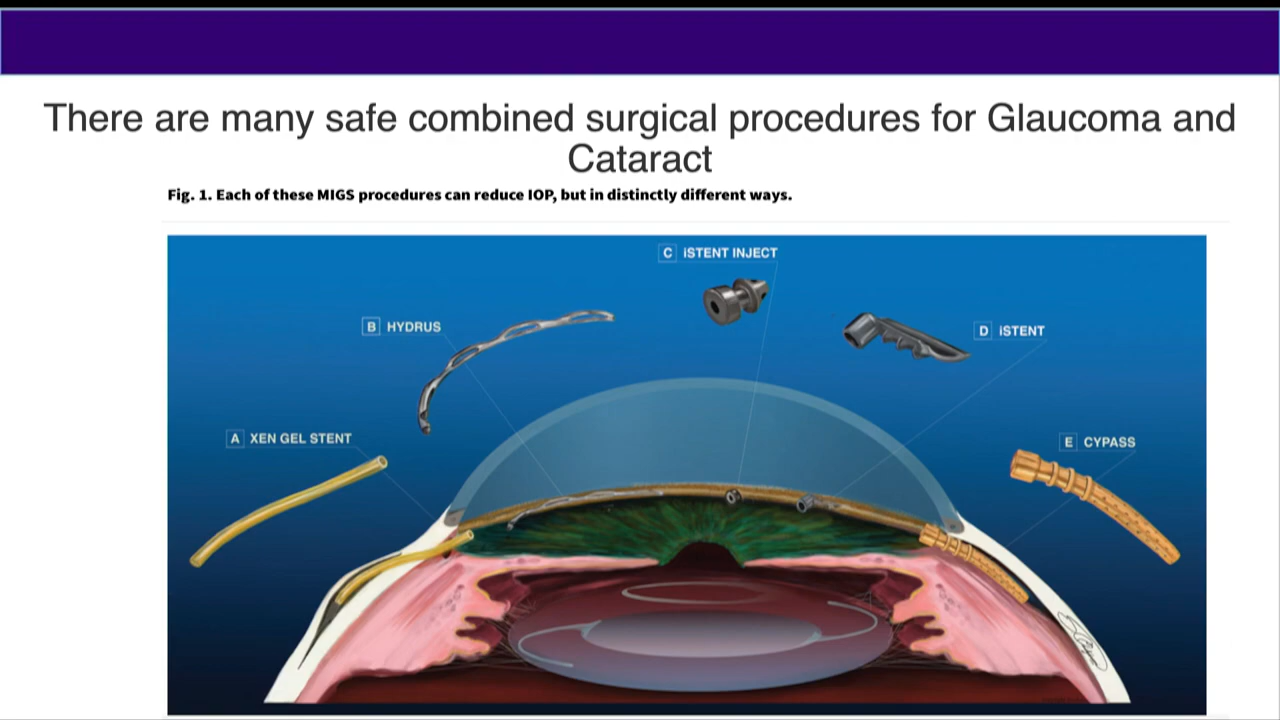 There are many safe combined surgical procedures for Glaucoma and
Cataract
Fig. 1. Each of these MIGS procedures can reduce IOP, but in distinctly different ways.
C iSTENT INJECT
B HYDRUS
D iSTENT
A XEN GEL STENT
E CYPASS